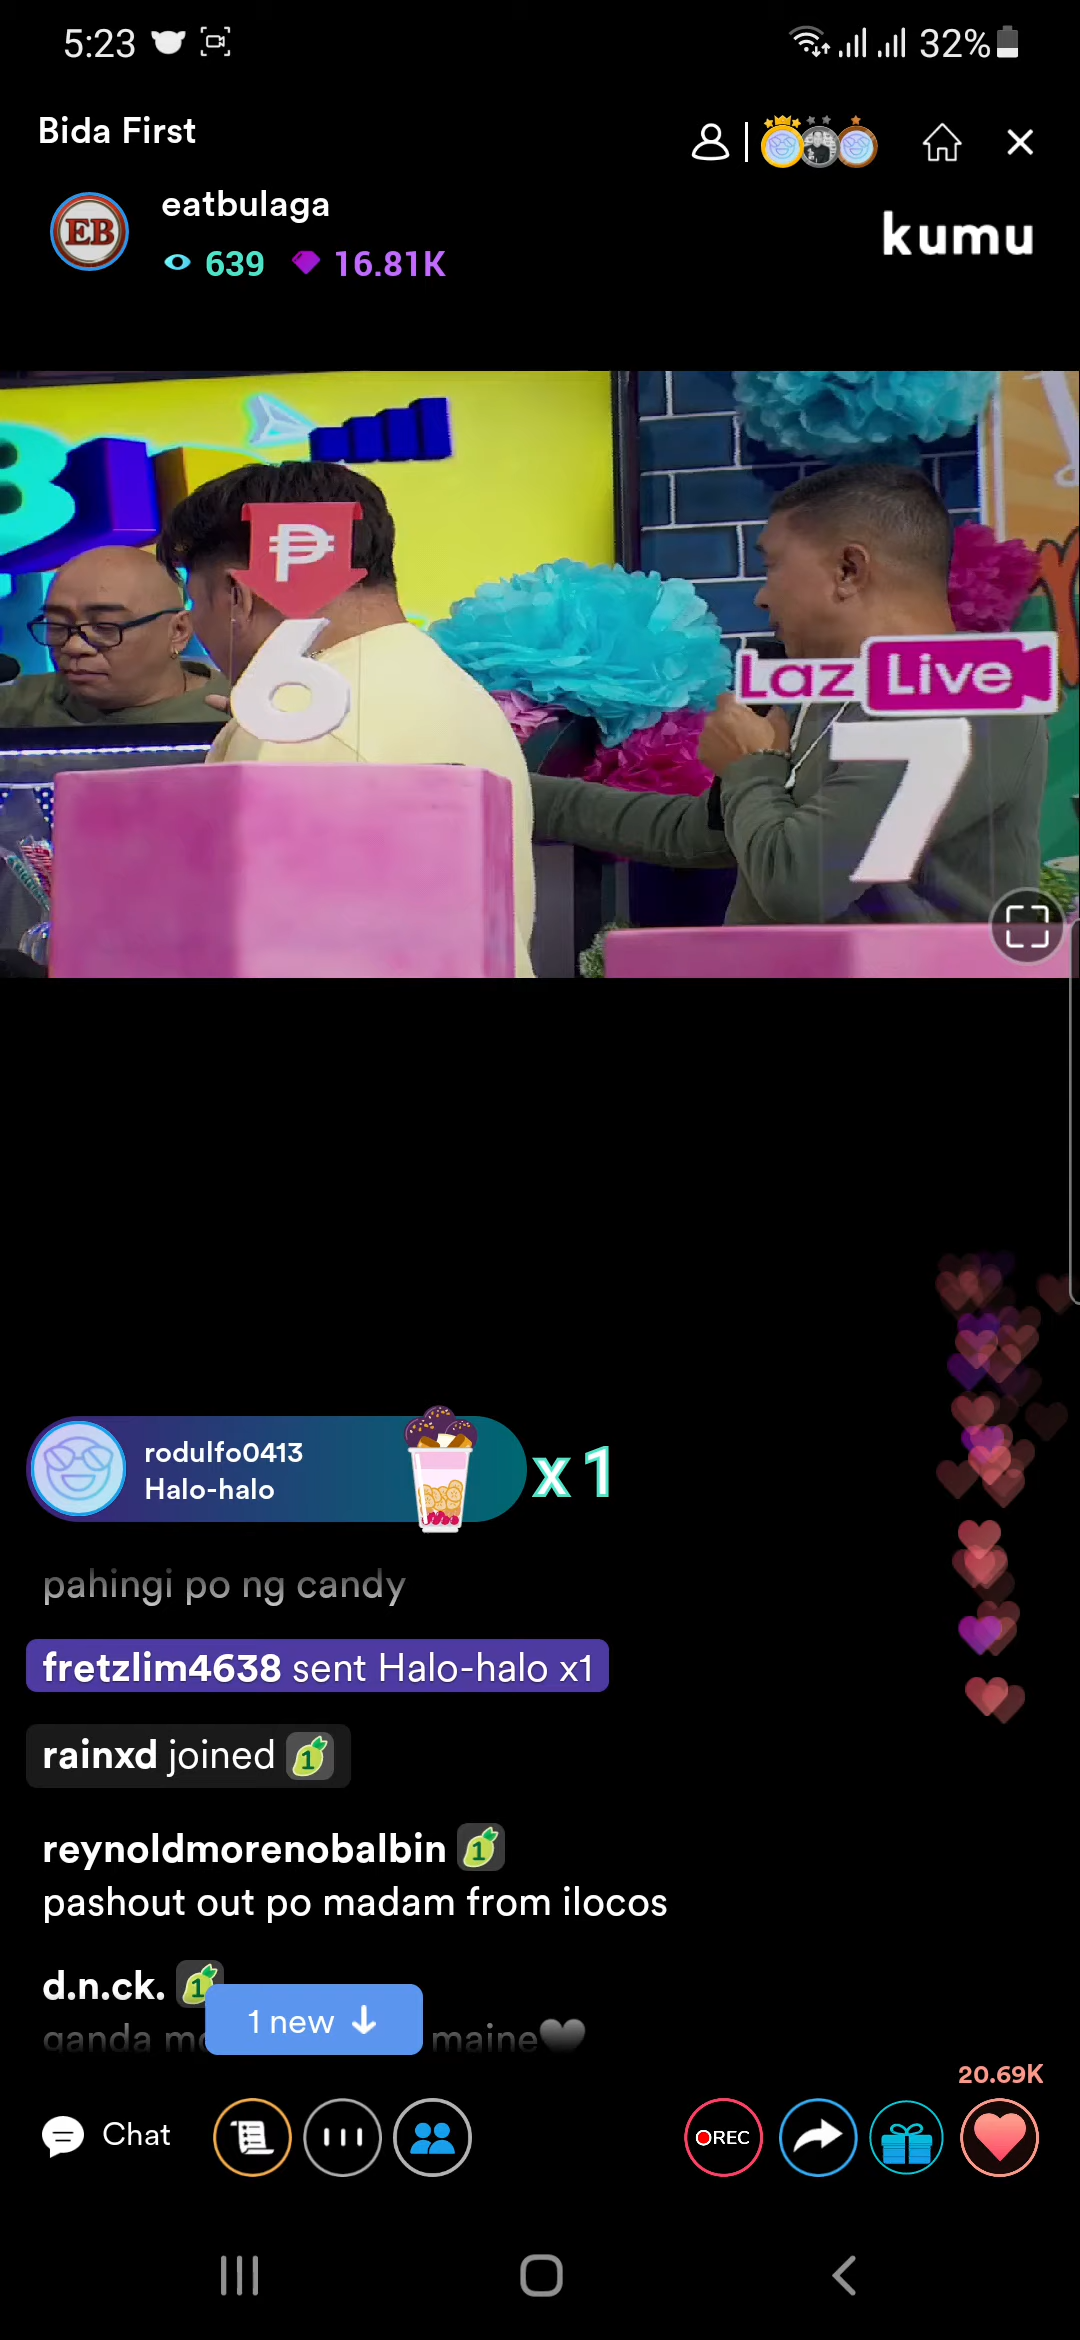 5:23
32%
Bida First
eatbulaga
EB
639
16.81K
kumu
B
₱
6
Laz Live
7
rodulfo0413
Halo-halo
x 1
pahingi po ng candy
fretzlim4638 sent Halo-halo x1
rainxd joined 1
reynoldmorenobalbin 1
pashout out po madam from ilocos
d.n.ck. 1
1 new
ganda maine🖤
20.69K
Chat
REC